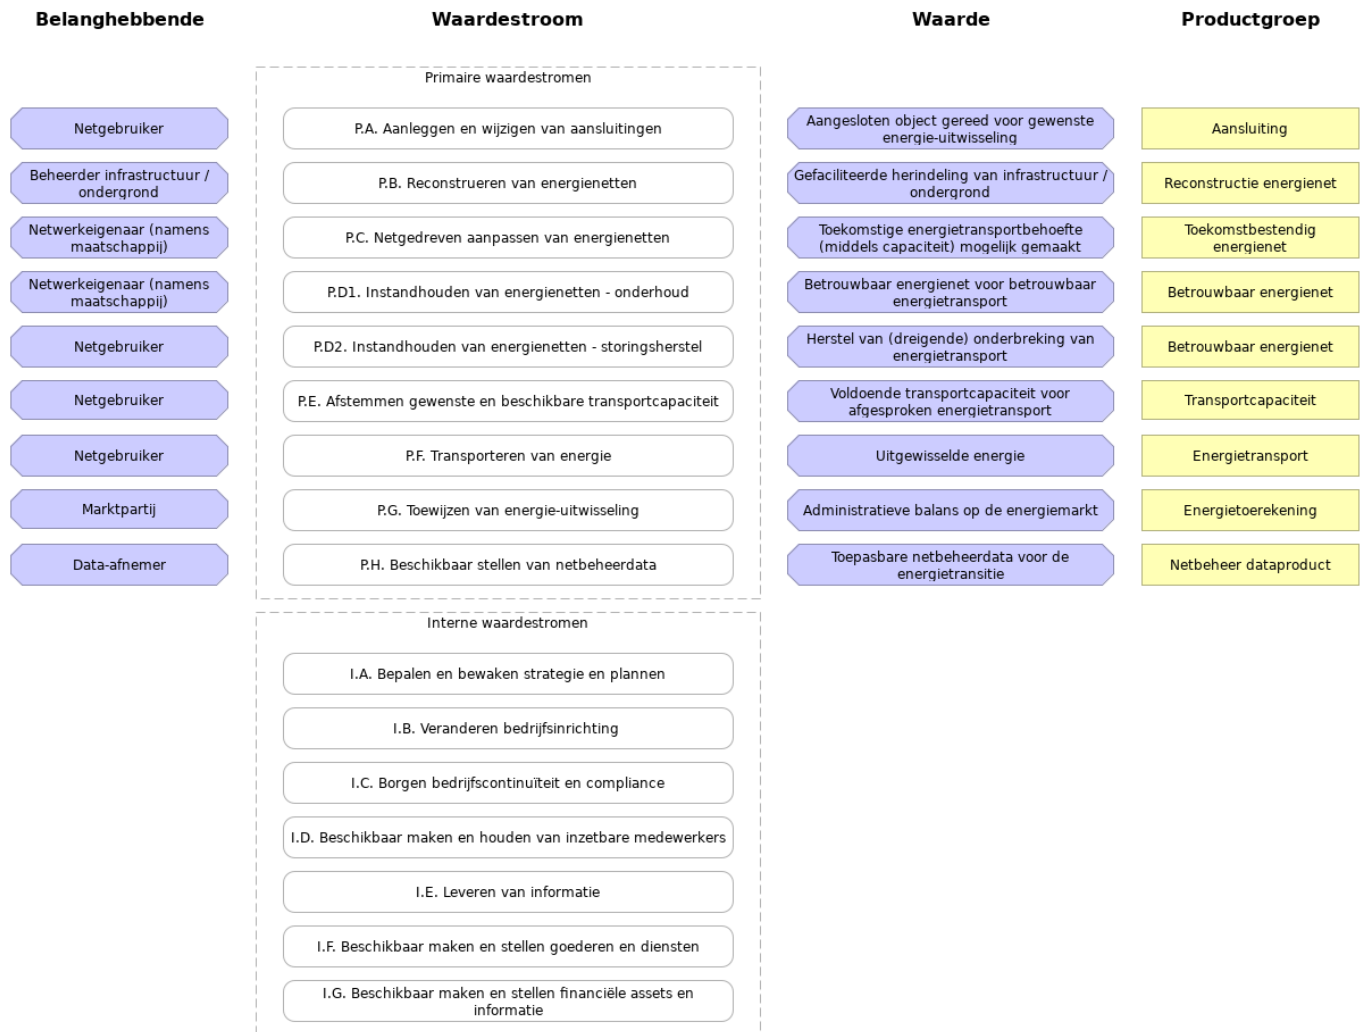 Belanghebbende
Waardestroom
Waarde
Productgroep
Primaire waardestromen
Netgebruiker
P.A. Aanleggen en wijzigen van aansluitingen
Aangesloten object gereed voor gewenste
energie-uitwisseling
Aansluiting
Beheerder infrastructuur /
ondergrond
P.B. Reconstrueren van energienetten
Gefaciliteerde herindeling van infrastructuur /
ondergrond
Reconstructie energienet
Netwerkeigenaar (namens
maatschappij)
P.C. Netgedreven aanpassen van energienetten
Toekomstige energietransportbehoefte
(middels capaciteit) mogelijk gemaakt
Toekomstbestendig
energienet
Netwerkeigenaar (namens
maatschappij)
P.D1. Instandhouden van energienetten - onderhoud
Betrouwbaar energienet voor betrouwbaar
energietransport
Betrouwbaar energienet
Netgebruiker
P.D2. Instandhouden van energienetten - storingsherstel
Herstel van (dreigende) onderbreking van
energietransport
Betrouwbaar energienet
Netgebruiker
P.E. Afstemmen gewenste en beschikbare transportcapaciteit
Voldoende transportcapaciteit voor
afgesproken energietransport
Transportcapaciteit
Netgebruiker
P.F. Transporteren van energie
Uitgewisselde energie
Energietransport
Marktpartij
P.G. Toewijzen van energie-uitwisseling
Administratieve balans op de energiemarkt
Energietoerekening
Data-afnemer
P.H. Beschikbaar stellen van netbeheerdata
Toepasbare netbeheerdata voor de
energietransitie
Netbeheer dataproduct
Interne waardestromen
I.A. Bepalen en bewaken strategie en plannen
I.B. Veranderen bedrijfsinrichting
I.C. Borgen bedrijfscontinuïteit en compliance
I.D. Beschikbaar maken en houden van inzetbare medewerkers
I.E. Leveren van informatie
I.F. Beschikbaar maken en stellen goederen en diensten
I.G. Beschikbaar maken en stellen financiële assets en
informatie